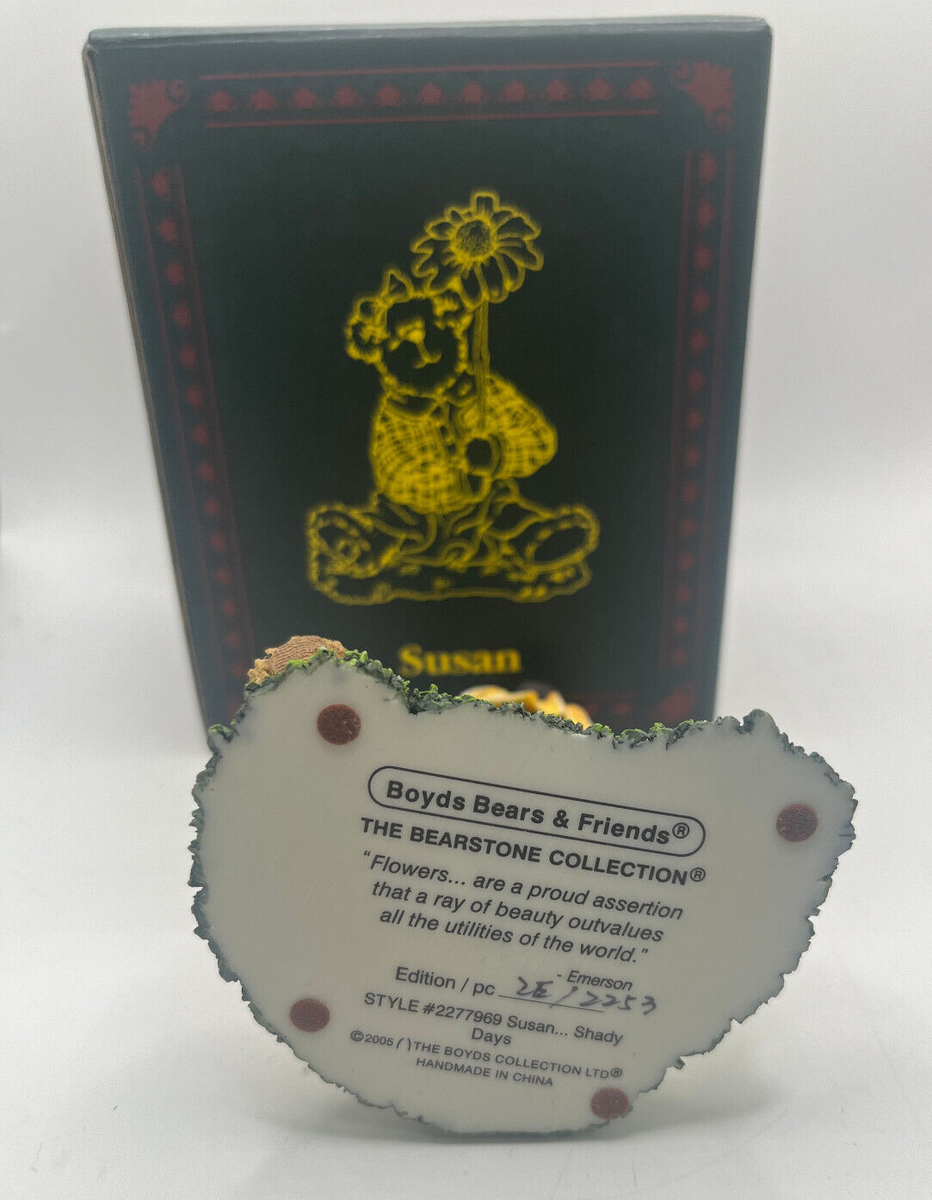 Susan
Boyds Bears & Friends®
THE BEARSTONE COLLECTION®
“Flowers... are a proud assertion
that a ray of beauty outvalues
all the utilities of the world.”
- Emerson
Edition / pc 2E / 2253
STYLE #2277969 Susan... Shady
Days
©2005 ( ) THE BOYDS COLLECTION LTD®
HANDMADE IN CHINA